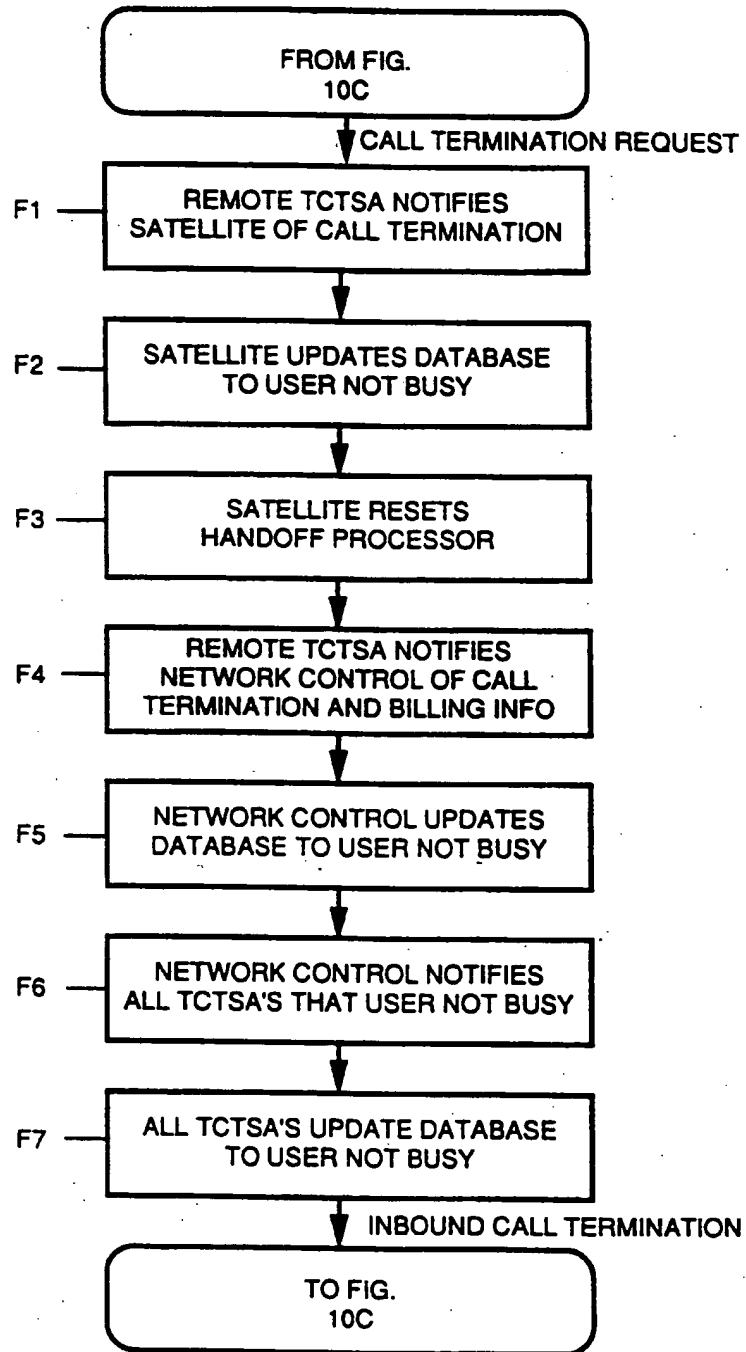 FROM FIG.
10C
CALL TERMINATION REQUEST
F1
REMOTE TCTSA NOTIFIES
SATELLITE OF CALL TERMINATION
F2
SATELLITE UPDATES DATABASE
TO USER NOT BUSY
F3
SATELLITE RESETS
HANDOFF PROCESSOR
F4
REMOTE TCTSA NOTIFIES
NETWORK CONTROL OF CALL
TERMINATION AND BILLING INFO
F5
NETWORK CONTROL UPDATES
DATABASE TO USER NOT BUSY
F6
NETWORK CONTROL NOTIFIES
ALL TCTSA'S THAT USER NOT BUSY
F7
ALL TCTSA'S UPDATE DATABASE
TO USER NOT BUSY
INBOUND CALL TERMINATION
TO FIG.
10C